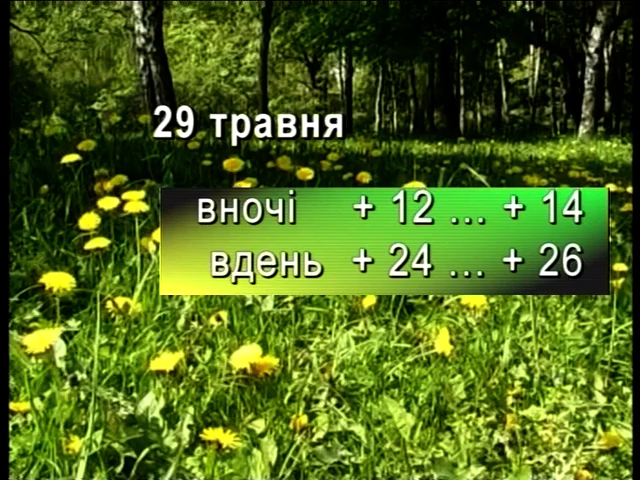 29 травня
вночі + 12 ... + 14
вдень + 24 ... + 26